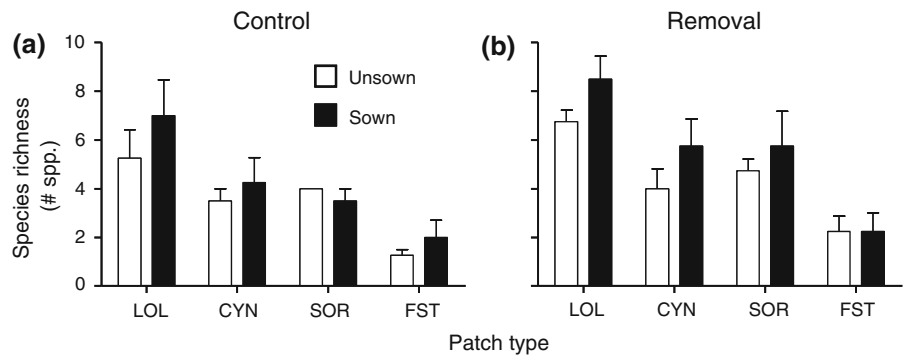 Control
Removal
(a)
(b)
Species richness
(# spp.)
10
8
6
4
2
0
Unsown
Sown
LOL CYN SOR FST
LOL CYN SOR FST
Patch type